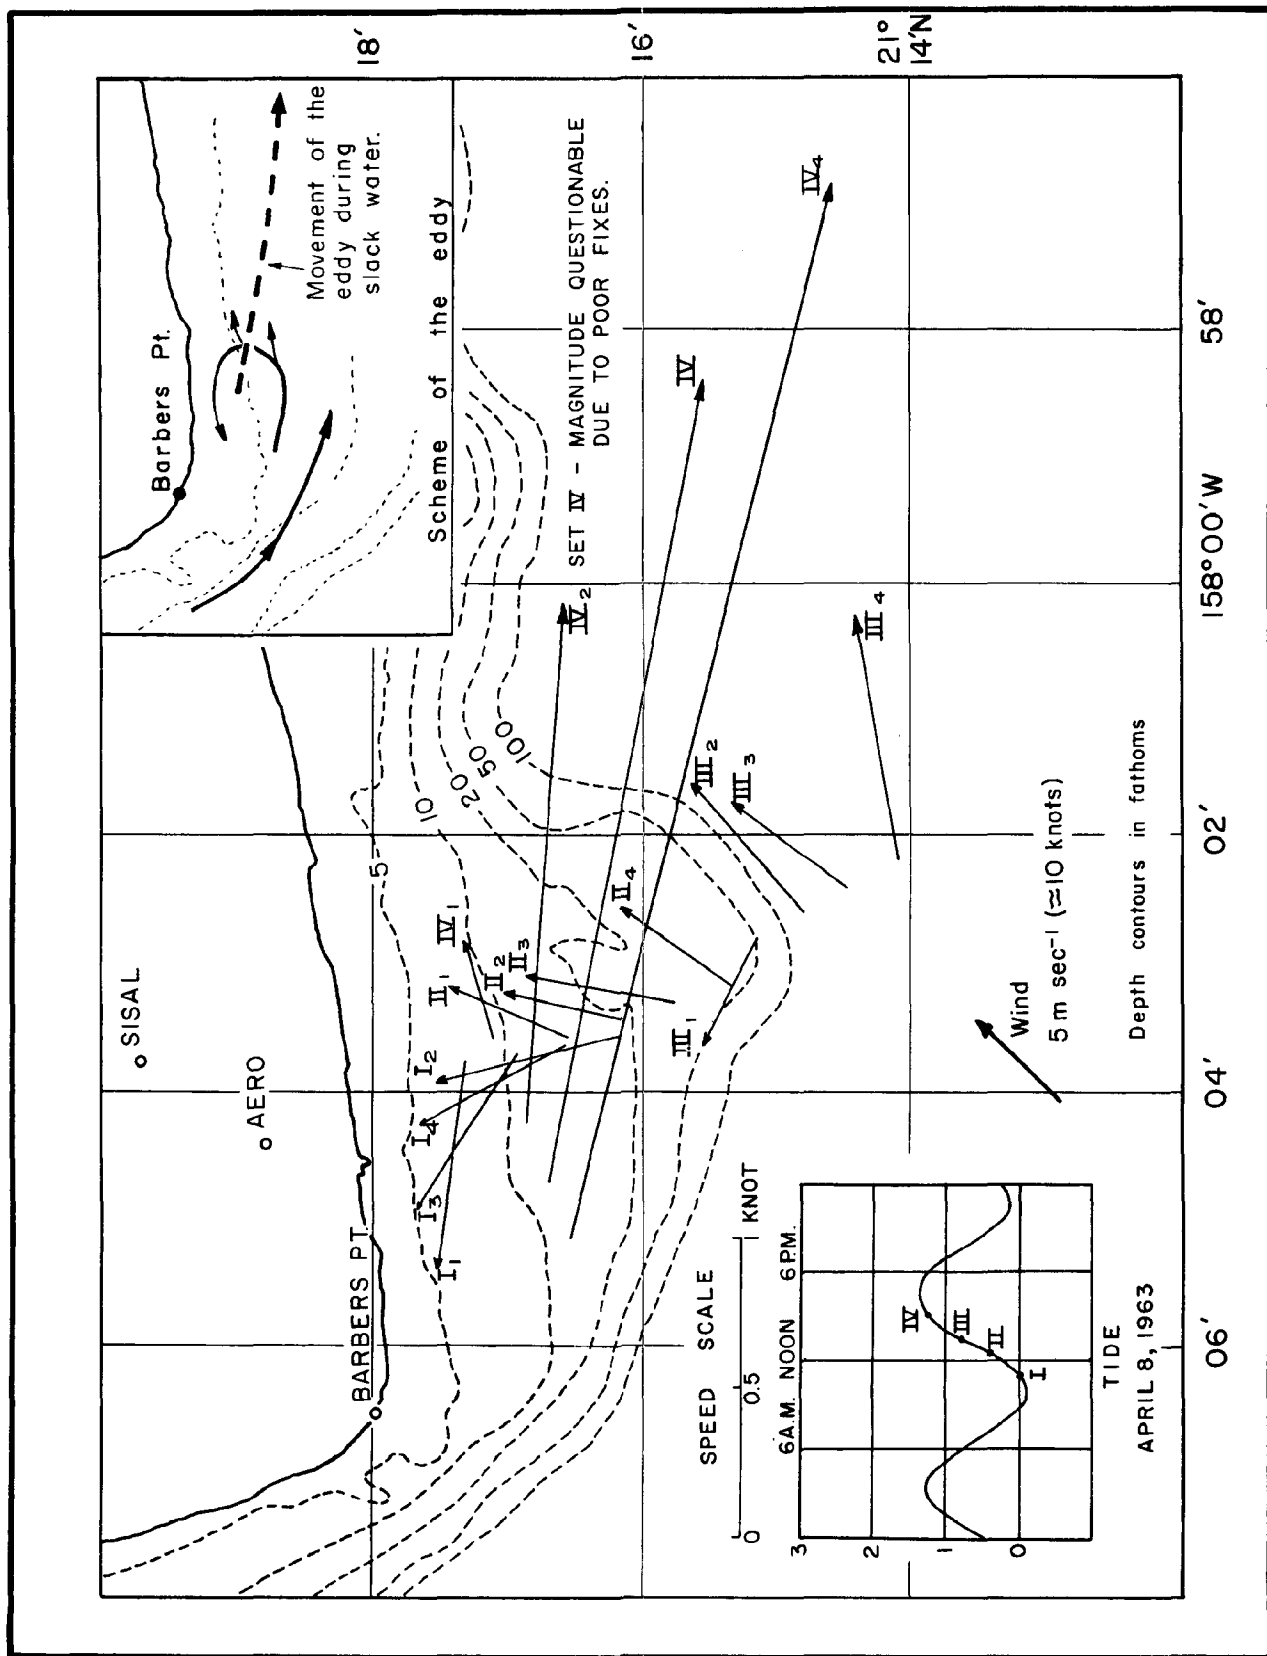 18'
16'
21°
14'N
Barbers Pt.
Movement of the
eddy during
slack water.
Scheme of the eddy
SET IV - MAGNITUDE QUESTIONABLE
DUE TO POOR FIXES.
SISAL
AERO
BARBERS PT.
5
10
20
50
100
I₁
I₂
I₃
I₄
II₁
II₂
II₃
II₄
III₁
III₂
III₃
III₄
IV₁
IV₂
IV
IV₄
06'
04'
02'
158°00'W
58'
SPEED SCALE
0 0.5 1 KNOT
6 A.M. NOON 6 P.M.
3
2
1
0
I
II
III
IV
TIDE
APRIL 8, 1963
Wind
5 m sec⁻¹ (≈10 knots)
Depth contours in fathoms